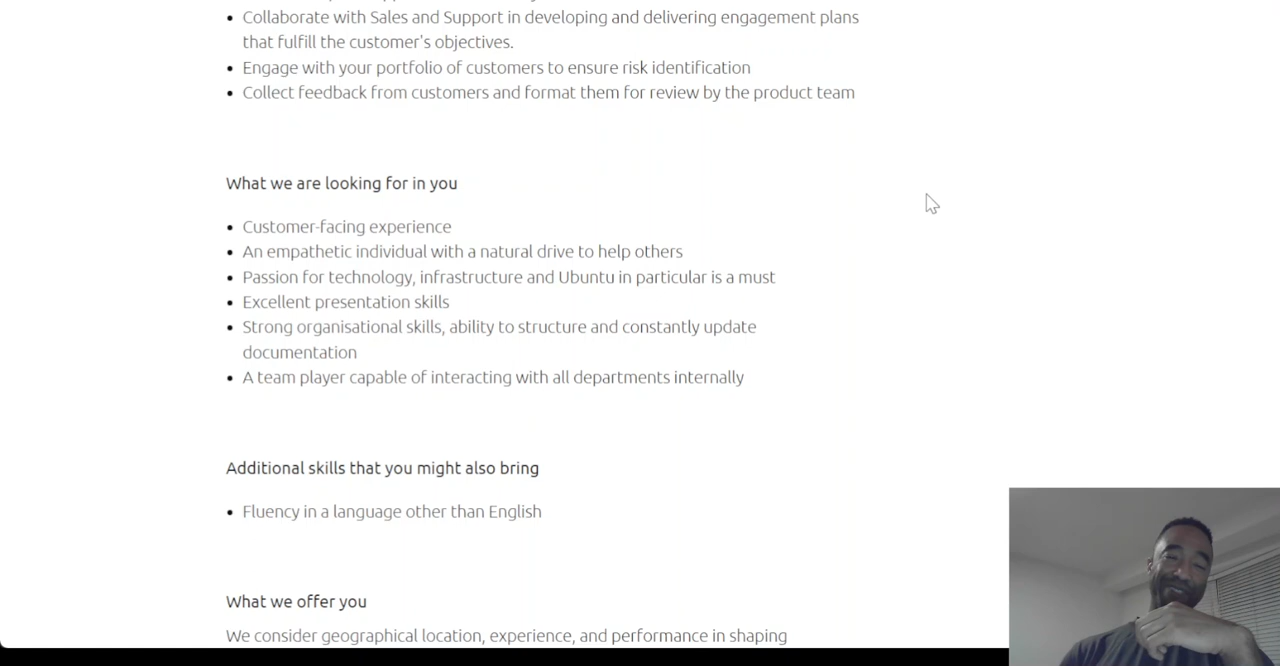 Collaborate with Sales and Support in developing and delivering engagement plans
that fulfill the customer's objectives.
Engage with your portfolio of customers to ensure risk identification
Collect feedback from customers and format them for review by the product team
What we are looking for in you
Customer-facing experience
An empathetic individual with a natural drive to help others
Passion for technology, infrastructure and Ubuntu in particular is a must
Excellent presentation skills
Strong organisational skills, ability to structure and constantly update
documentation
A team player capable of interacting with all departments internally
Additional skills that you might also bring
Fluency in a language other than English
What we offer you
We consider geographical location, experience, and performance in shaping